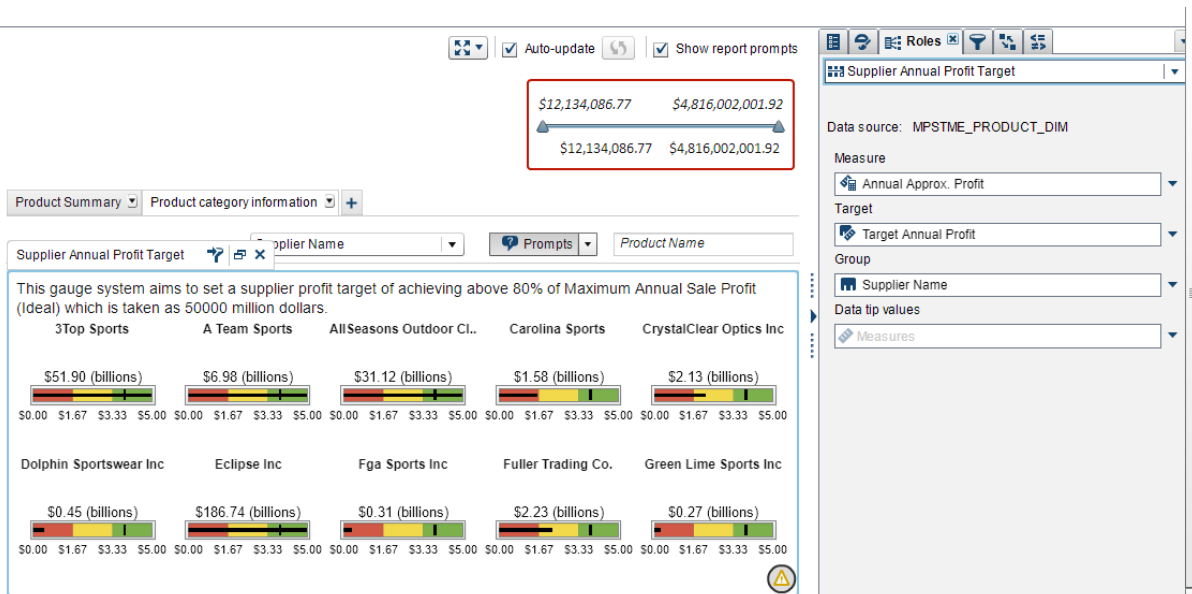 Auto-update
Show report prompts
$12,134,086.77 $4,816,002,001.92
$12,134,086.77 $4,816,002,001.92
Product Summary Product category information +
Supplier Name Prompts Product Name
Supplier Annual Profit Target
This gauge system aims to set a supplier profit target of achieving above 80% of Maximum Annual Sale Profit
(Ideal) which is taken as 50000 million dollars.
3Top Sports A Team Sports AllSeasons Outdoor Cl.. Carolina Sports CrystalClear Optics Inc
$51.90 (billions) $6.98 (billions) $31.12 (billions) $1.58 (billions) $2.13 (billions)
$0.00 $1.67 $3.33 $5.00 $0.00 $1.67 $3.33 $5.00 $0.00 $1.67 $3.33 $5.00 $0.00 $1.67 $3.33 $5.00 $0.00 $1.67 $3.33 $5.00
Dolphin Sportswear Inc Eclipse Inc Fga Sports Inc Fuller Trading Co. Green Lime Sports Inc
$0.45 (billions) $186.74 (billions) $0.31 (billions) $2.23 (billions) $0.27 (billions)
$0.00 $1.67 $3.33 $5.00 $0.00 $1.67 $3.33 $5.00 $0.00 $1.67 $3.33 $5.00 $0.00 $1.67 $3.33 $5.00 $0.00 $1.67 $3.33 $5.00
Roles
Supplier Annual Profit Target
Data source: MPSTME_PRODUCT_DIM
Measure
Annual Approx. Profit
Target
Target Annual Profit
Group
Supplier Name
Data tip values
Measures